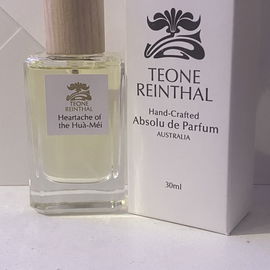 TEONE
REINTHAL
Heartache of
the Huà-Méi
TEONE
REINTHAL
Hand-Crafted
Absolu de Parfum
AUSTRALIA
30ml